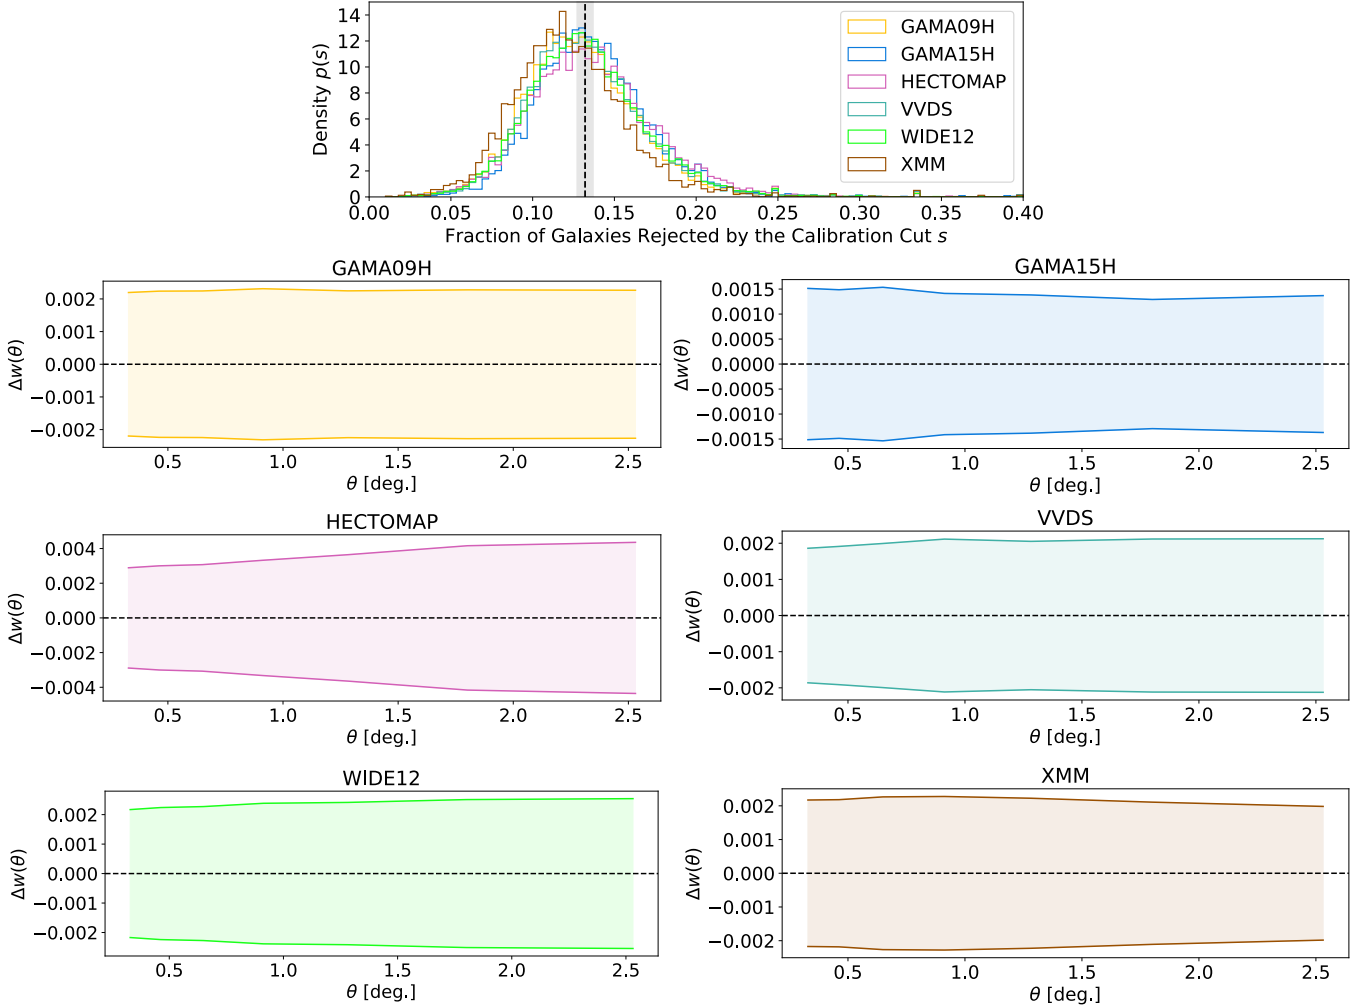 Density p(s)
14
12
10
8
6
4
2
0
0.00 0.05 0.10 0.15 0.20 0.25 0.30 0.35 0.40
Fraction of Galaxies Rejected by the Calibration Cut s
GAMA09H
GAMA15H
HECTOMAP
VVDS
WIDE12
XMM
GAMA09H
Δw(θ)
0.002
0.001
0.000
−0.001
−0.002
0.5 1.0 1.5 2.0 2.5
θ [deg.]
GAMA15H
Δw(θ)
0.0015
0.0010
0.0005
0.0000
−0.0005
−0.0010
−0.0015
0.5 1.0 1.5 2.0 2.5
θ [deg.]
HECTOMAP
Δw(θ)
0.004
0.002
0.000
−0.002
−0.004
0.5 1.0 1.5 2.0 2.5
θ [deg.]
VVDS
Δw(θ)
0.002
0.001
0.000
−0.001
−0.002
0.5 1.0 1.5 2.0 2.5
θ [deg.]
WIDE12
Δw(θ)
0.002
0.001
0.000
−0.001
−0.002
0.5 1.0 1.5 2.0 2.5
θ [deg.]
XMM
Δw(θ)
0.002
0.001
0.000
−0.001
−0.002
0.5 1.0 1.5 2.0 2.5
θ [deg.]